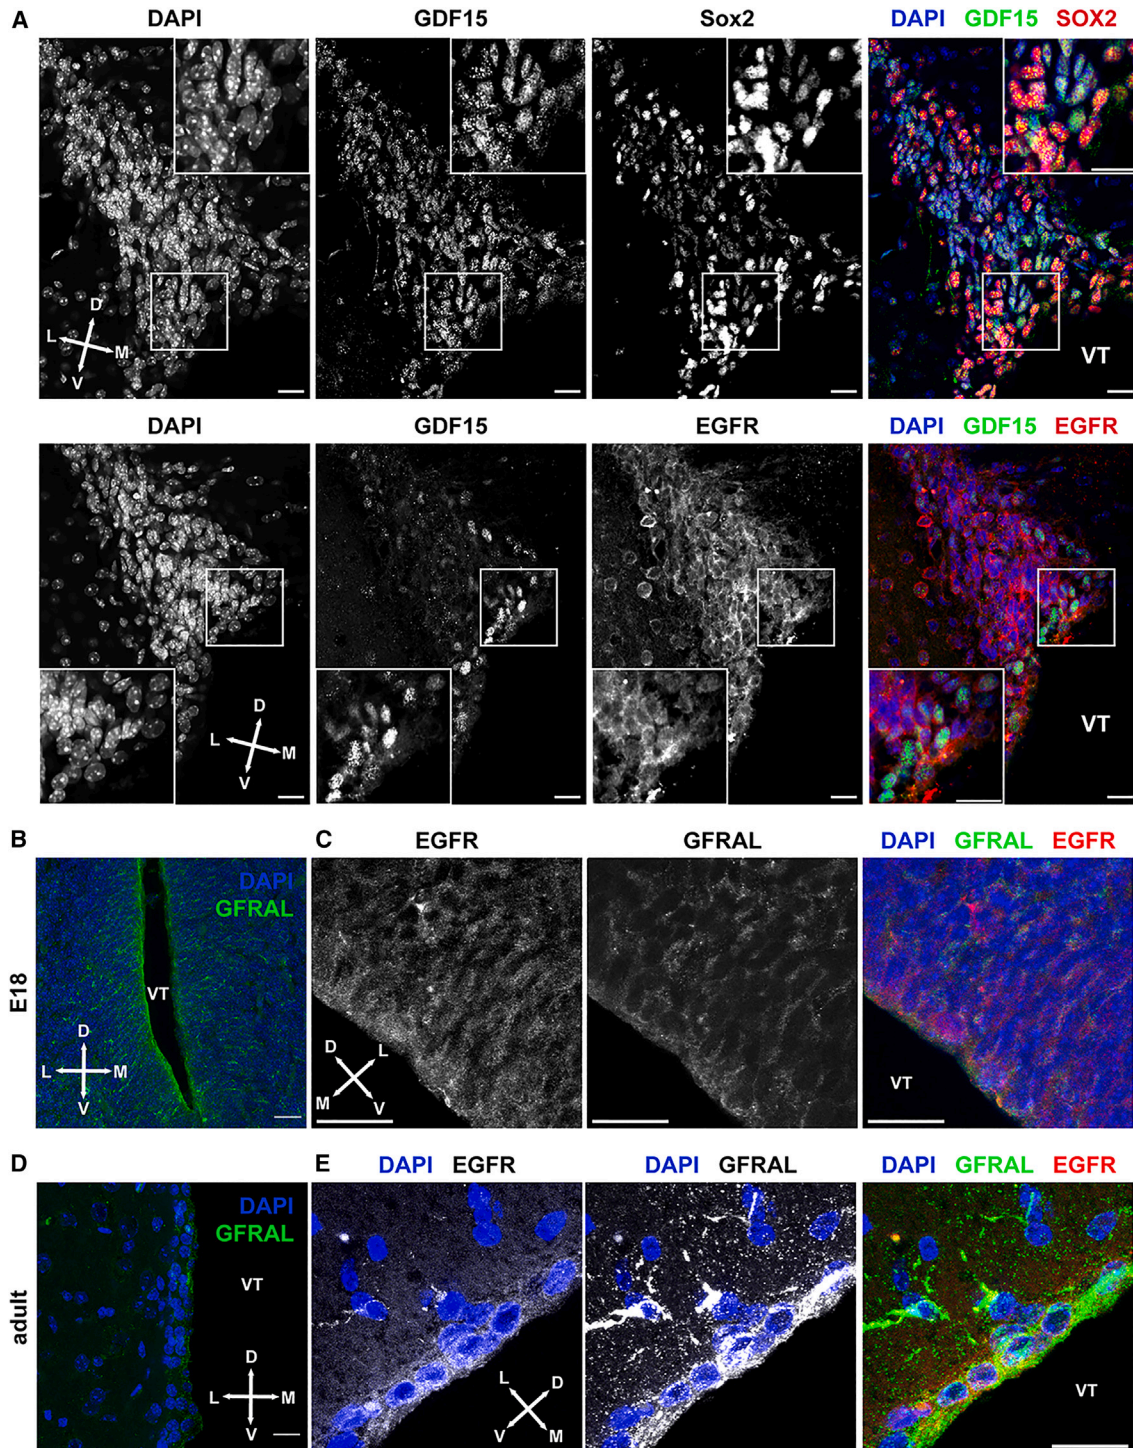 A
DAPI GDF15 Sox2 DAPI GDF15 SOX2
D
L M
V
VT
DAPI GDF15 EGFR DAPI GDF15 EGFR
D
L M
V
VT
B C EGFR GFRAL DAPI GFRAL EGFR
E18
DAPI
GFRAL
VT
D
L M
V
D L
M V
VT
D E DAPI EGFR DAPI GFRAL DAPI GFRAL EGFR
adult
DAPI
GFRAL
VT
D
L M
V
L D
V M
VT